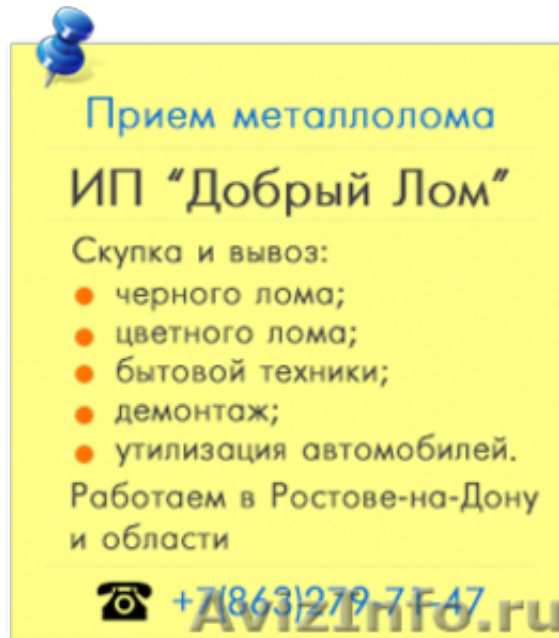 Прием металлолома
ИП “Добрый Лом”
Скупка и вывоз:
черного лома;
цветного лома;
бытовой техники;
демонтаж;
утилизация автомобилей.
Работаем в Ростове-на-Дону
и области
+7(863)279-71-47
AvizInfo.ru